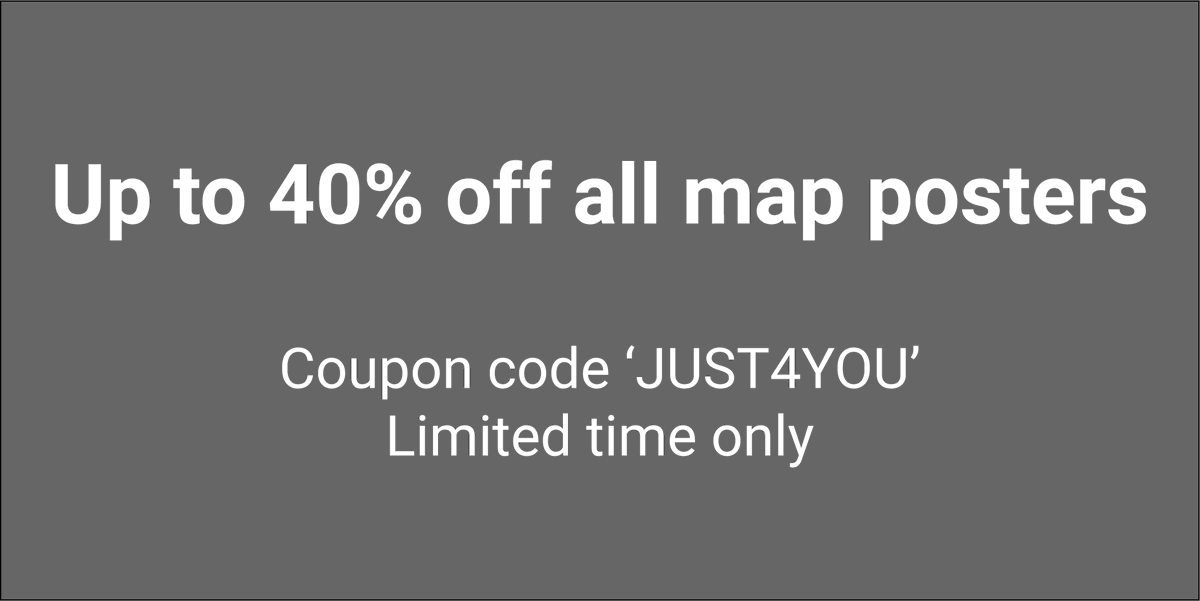 Up to 40% off all map posters
Coupon code ‘JUST4YOU’
Limited time only